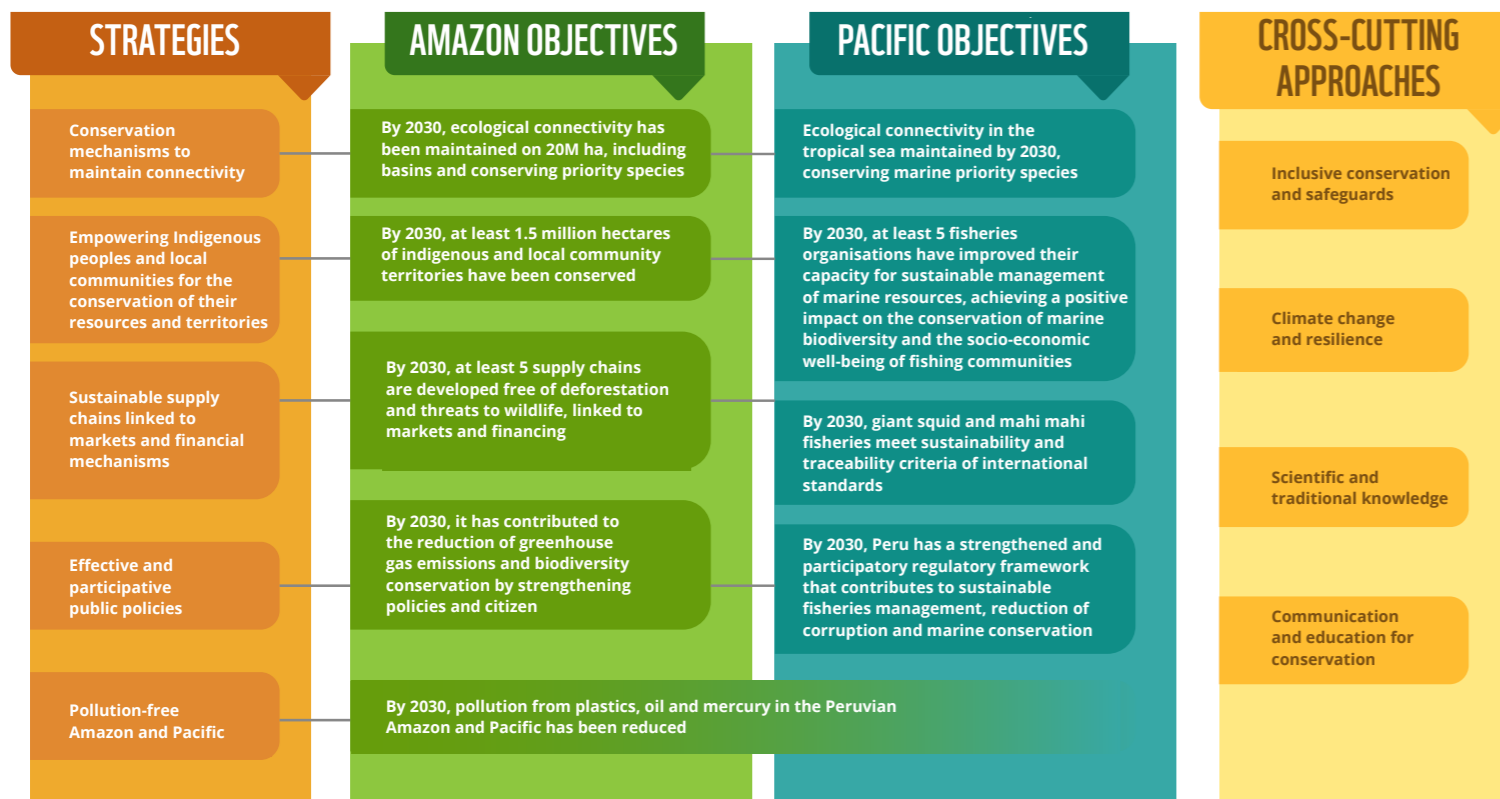 STRATEGIES
Conservation
mechanisms to
maintain connectivity
Empowering Indigenous
peoples and local
communities for the
conservation of their
resources and territories
Sustainable supply
chains linked to
markets and financial
mechanisms
Effective and
participative
public policies
Pollution-free
Amazon and Pacific
AMAZON OBJECTIVES
By 2030, ecological connectivity has
been maintained on 20M ha, including
basins and conserving priority species
By 2030, at least 1.5 million hectares
of indigenous and local community
territories have been conserved
By 2030, at least 5 supply chains
are developed free of deforestation
and threats to wildlife, linked to
markets and financing
By 2030, it has contributed to
the reduction of greenhouse
gas emissions and biodiversity
conservation by strengthening
policies and citizen
By 2030, pollution from plastics, oil and mercury in the Peruvian
Amazon and Pacific has been reduced
PACIFIC OBJECTIVES
Ecological connectivity in the
tropical sea maintained by 2030,
conserving marine priority species
By 2030, at least 5 fisheries
organisations have improved their
capacity for sustainable management
of marine resources, achieving a positive
impact on the conservation of marine
biodiversity and the socio-economic
well-being of fishing communities
By 2030, giant squid and mahi mahi
fisheries meet sustainability and
traceability criteria of international
standards
By 2030, Peru has a strengthened and
participatory regulatory framework
that contributes to sustainable
fisheries management, reduction of
corruption and marine conservation
CROSS-CUTTING
APPROACHES
Inclusive conservation
and safeguards
Climate change
and resilience
Scientific and
traditional knowledge
Communication
and education for
conservation